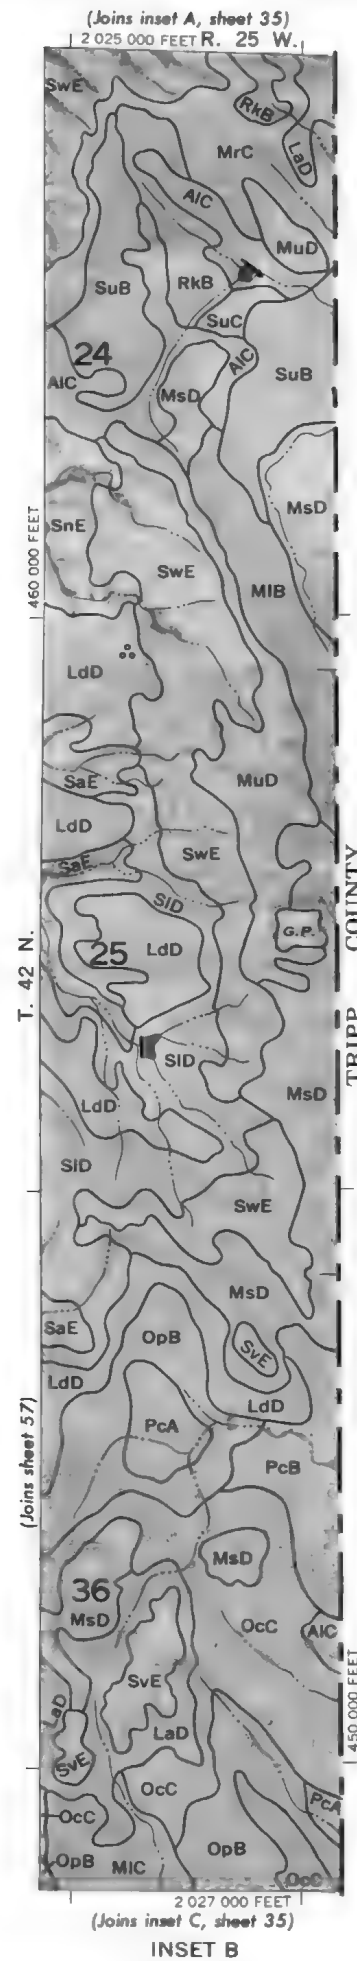 (Joins inset A, sheet 35)
2 025 000 FEET R. 25 W.
SwE
RkB
LaD
MrC
AlC
MuD
SuB
RkB
SuC
24
AlC
SuB
AlC
MsD
MsD
SnE
460 000 FEET
SwE
MlB
LdD
MuD
SaE
LdD
SwE
SaE
SlD
G.P.
T. 42 N.
25
LdD
TRIPP COUNTY
SlD
LdD
MsD
SlD
SwE
MsD
SaE
OpB
SvE
LdD
LdD
PcA
(Joins sheet 57)
PcB
MsD
36
MsD
OcC
AlC
SvE
LaD
LaD
450 000 FEET
SvE
OcC
PcA
OcC
OpB
OpB
MlC
OcC
2 027 000 FEET
(Joins inset C, sheet 35)
INSET B